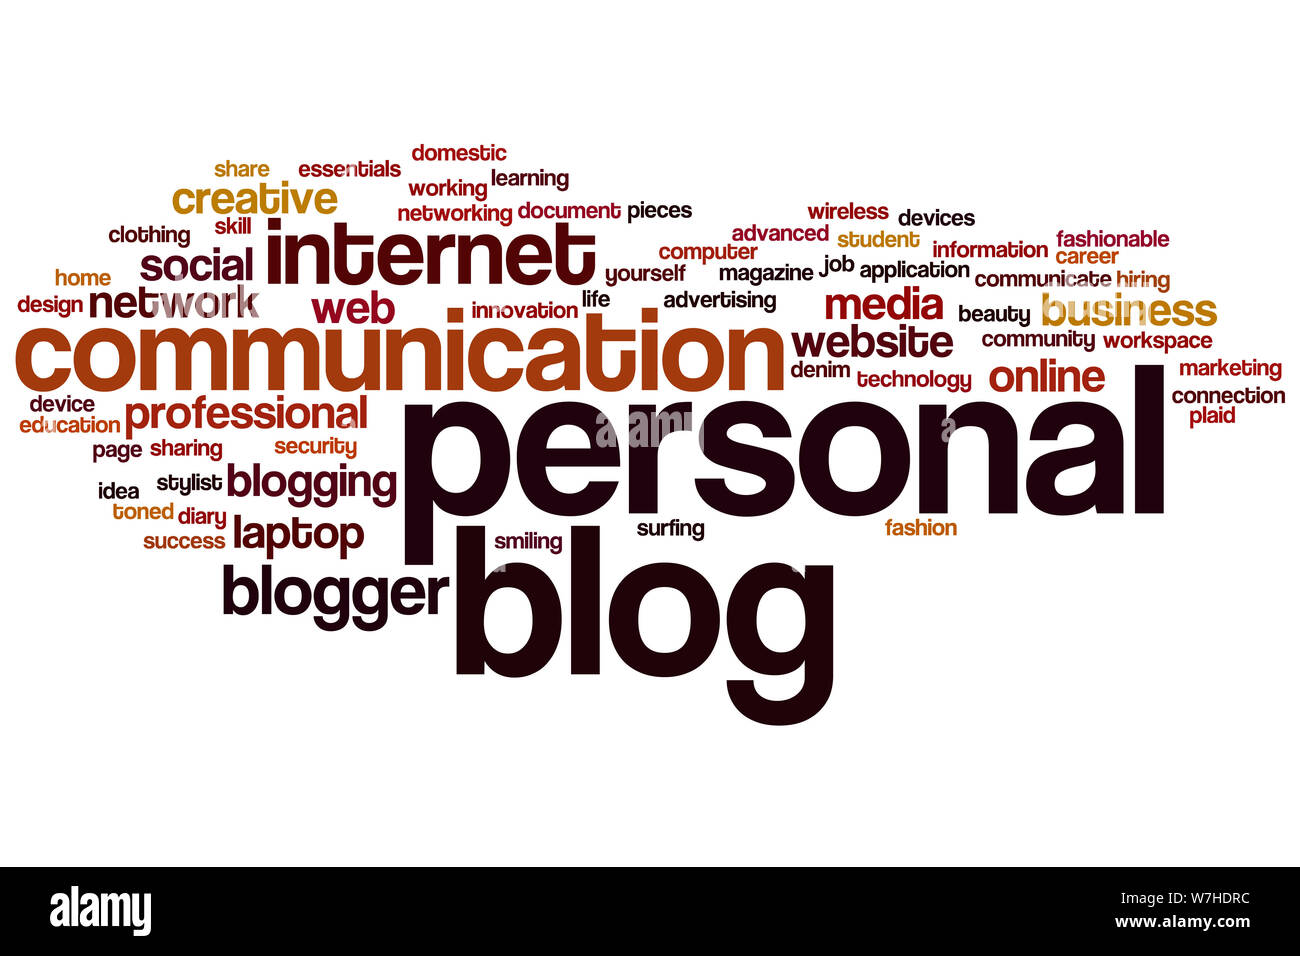 domestic
share essentials
learning
working
creative
networking document pieces
wireless devices
skill
clothing
internet
advanced student
information fashionable
computer
career
social
yourself magazine job application
communicate hiring
home
design network web
innovation life advertising
media beauty business
communication
website community workspace
denim technology online marketing
connection
device
education professional
plaid
personal
page sharing security
idea stylist blogging
toned diary
success laptop
smiling surfing fashion
blogger blog
alamy
a
a
a
a
alamy
Image ID: W7HDRC
www.alamy.com